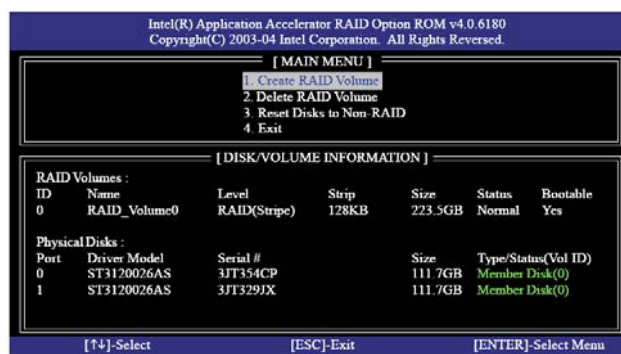 Intel(R) Application Accelerator RAID Option ROM v4.0.6180
Copyright(C) 2003-04 Intel Corporation. All Rights Reversed.
[ MAIN MENU ]
1. Create RAID Volume
2. Delete RAID Volume
3. Reset Disks to Non-RAID
4. Exit
[ DISK/VOLUME INFORMATION ]
RAID Volumes :
ID Name Level Strip Size Status Bootable
0 RAID_Volume0 RAID(Stripe) 128KB 223.5GB Normal Yes
Physical Disks :
Port Driver Model Serial # Size Type/Status(Vol ID)
0 ST3120026AS 3JT354CP 111.7GB Member Disk(0)
1 ST3120026AS 3JT329JX 111.7GB Member Disk(0)
[↑↓]-Select [ESC]-Exit [ENTER]-Select Menu